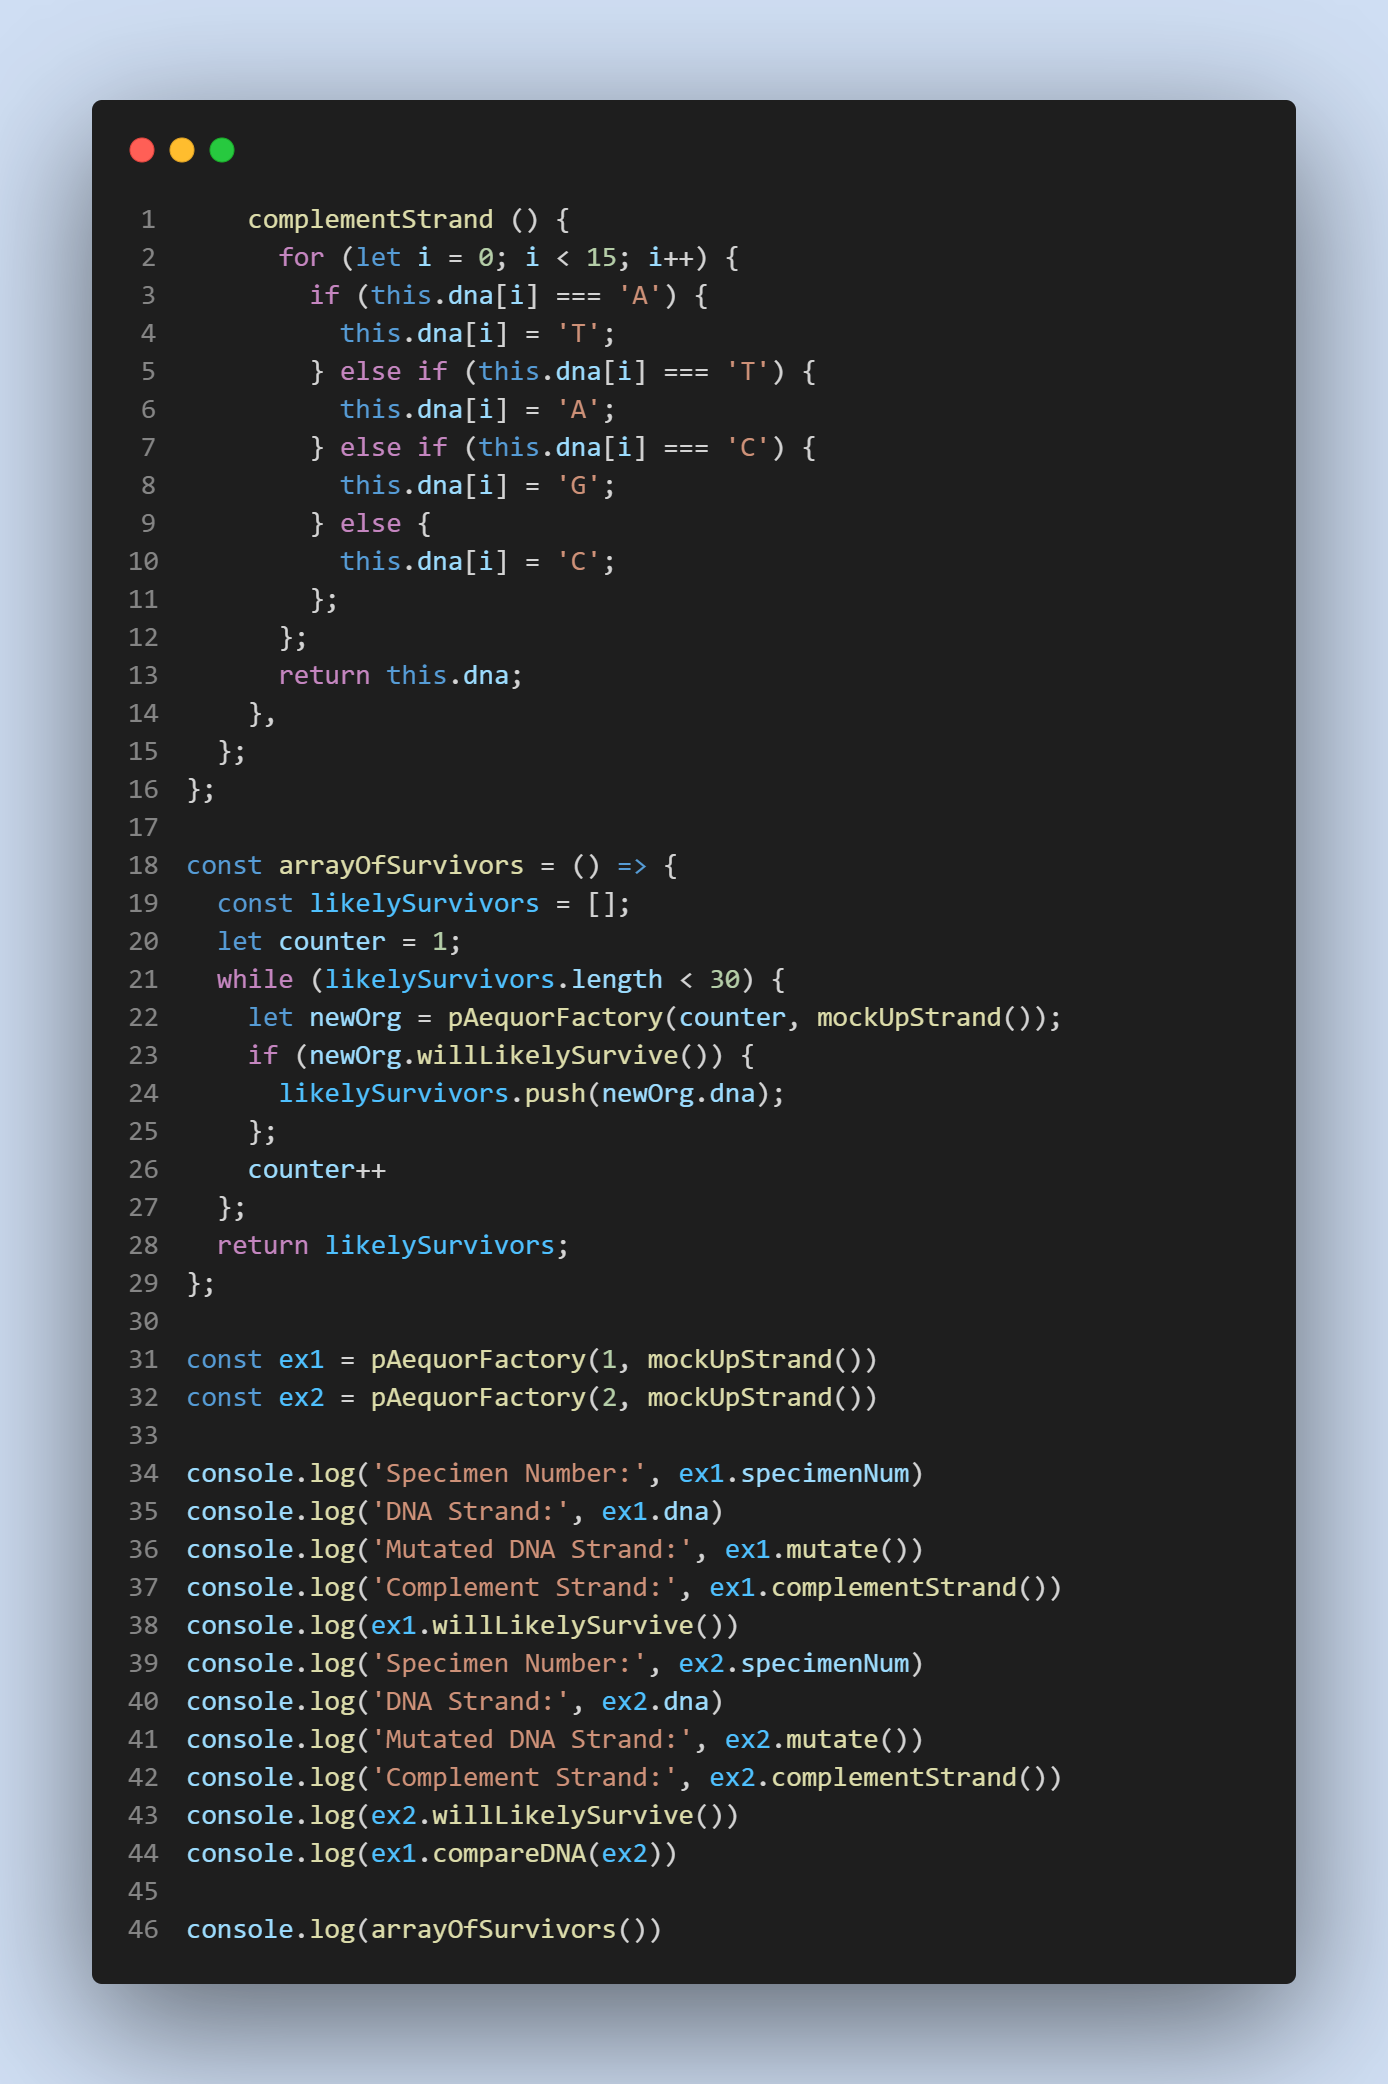 1     complementStrand () {
2       for (let i = 0; i < 15; i++) {
3         if (this.dna[i] === 'A') {
4           this.dna[i] = 'T';
5         } else if (this.dna[i] === 'T') {
6           this.dna[i] = 'A';
7         } else if (this.dna[i] === 'C') {
8           this.dna[i] = 'G';
9         } else {
10           this.dna[i] = 'C';
11         };
12       };
13       return this.dna;
14     },
15   };
16 };
17
18 const arrayOfSurvivors = () => {
19   const likelySurvivors = [];
20   let counter = 1;
21   while (likelySurvivors.length < 30) {
22     let newOrg = pAequorFactory(counter, mockUpStrand());
23     if (newOrg.willLikelySurvive()) {
24       likelySurvivors.push(newOrg.dna);
25     };
26     counter++
27   };
28   return likelySurvivors;
29 };
30
31 const ex1 = pAequorFactory(1, mockUpStrand())
32 const ex2 = pAequorFactory(2, mockUpStrand())
33
34 console.log('Specimen Number:', ex1.specimenNum)
35 console.log('DNA Strand:', ex1.dna)
36 console.log('Mutated DNA Strand:', ex1.mutate())
37 console.log('Complement Strand:', ex1.complementStrand())
38 console.log(ex1.willLikelySurvive())
39 console.log('Specimen Number:', ex2.specimenNum)
40 console.log('DNA Strand:', ex2.dna)
41 console.log('Mutated DNA Strand:', ex2.mutate())
42 console.log('Complement Strand:', ex2.complementStrand())
43 console.log(ex2.willLikelySurvive())
44 console.log(ex1.compareDNA(ex2))
45
46 console.log(arrayOfSurvivors())